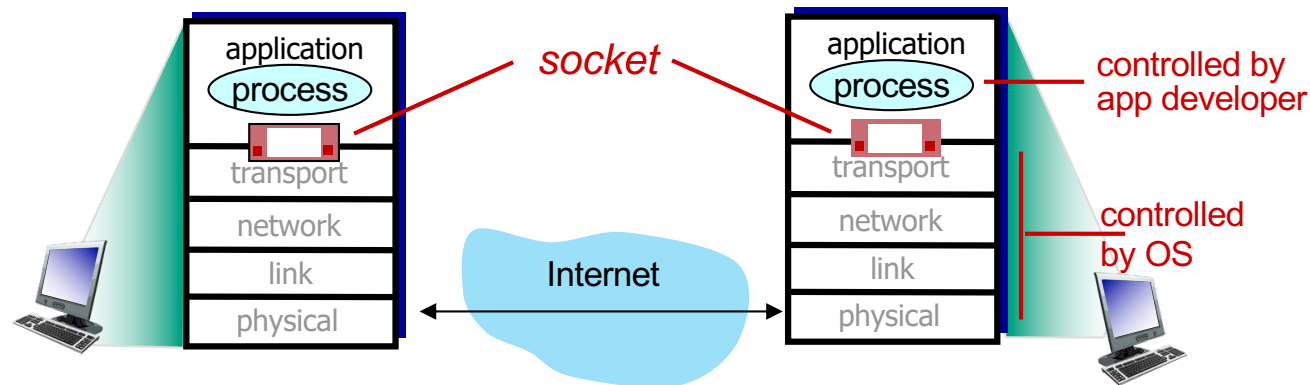 application
process
transport
network
link
physical
socket
Internet
application
process
transport
network
link
physical
controlled by
app developer
controlled
by OS